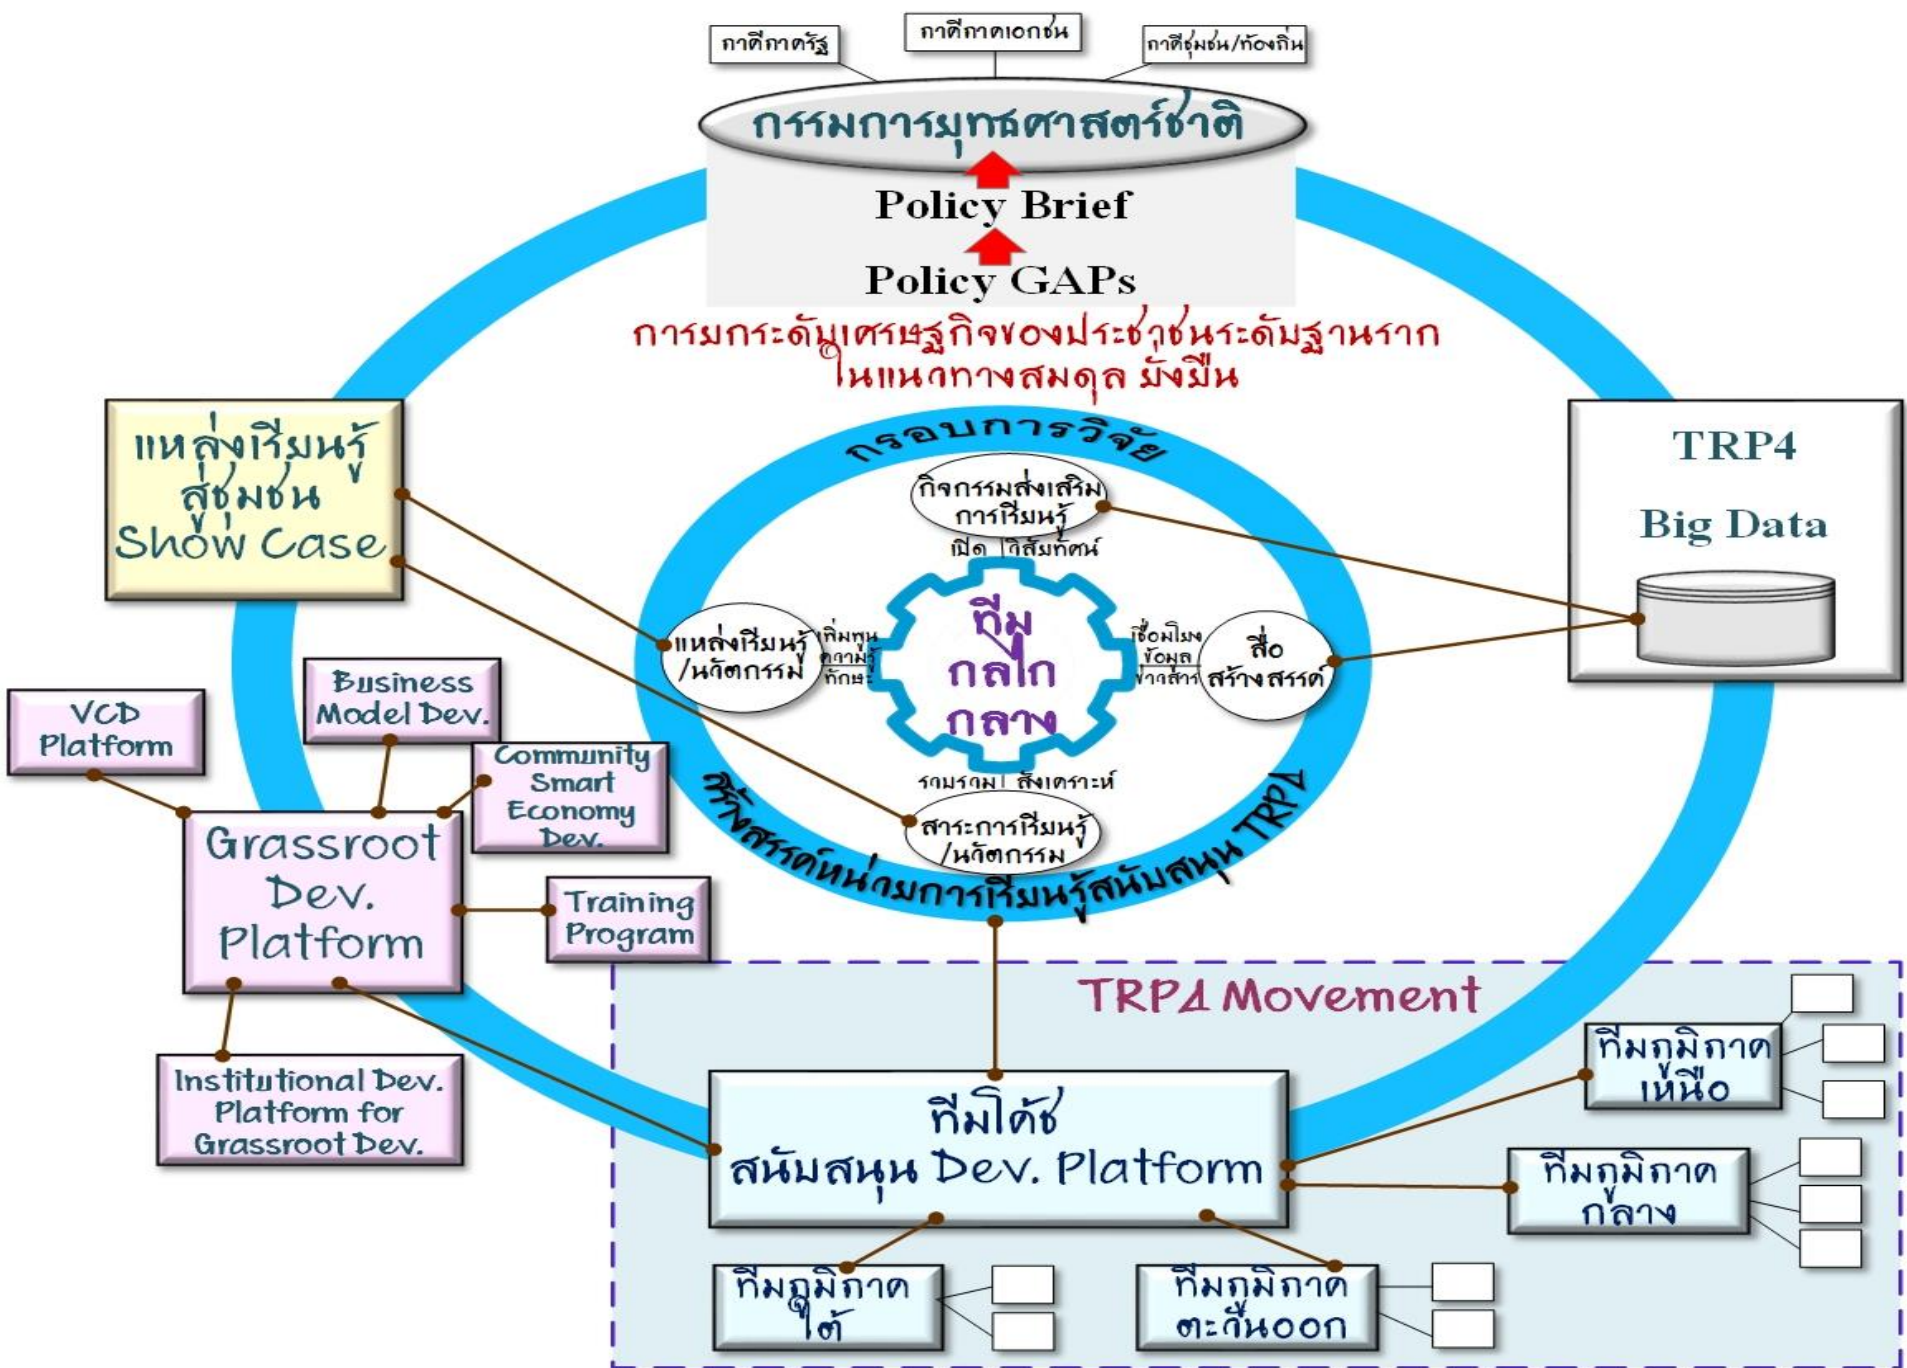 ภาคีภาครัฐ
ภาคีภาคเอกชน
ภาคีชุมชน/ท้องถิ่น
กรรมการยุทธศาสตร์ชาติ
Policy Brief
Policy GAPs
การยกระดับเศรษฐกิจของประชาชนระดับฐานราก
ในแนวทางสมดุล ยั่งยืน
แหล่งเรียนรู้
สู่ชุมชน
Show Case
TRP4
Big Data
กรอบการวิจัย
กิจกรรมส่งเสริม
การเรียนรู้
เปิด วิสัยทัศน์
แหล่งเรียนรู้
/นวัตกรรม
เพิ่มพูน
ความรู้
ทักษะ
ทีม
กลไก
กลาง
เชื่อมโยง
ข้อมูล
ข่าวสาร
สื่อ
สร้างสรรค์
รวบรวม สังเคราะห์
สาระการเรียนรู้
/นวัตกรรม
สร้างสรรค์หน่วยการเรียนรู้สนับสนุน TRP4
VCD
Platform
Business
Model Dev.
Community
Smart
Economy
Dev.
Grassroot
Dev.
Platform
Training
Program
Institutional Dev.
Platform for
Grassroot Dev.
TRP4 Movement
ทีมโค้ช
สนับสนุน Dev. Platform
ทีมภูมิภาค
เหนือ
ทีมภูมิภาค
กลาง
ทีมภูมิภาค
ใต้
ทีมภูมิภาค
ตะวันออก